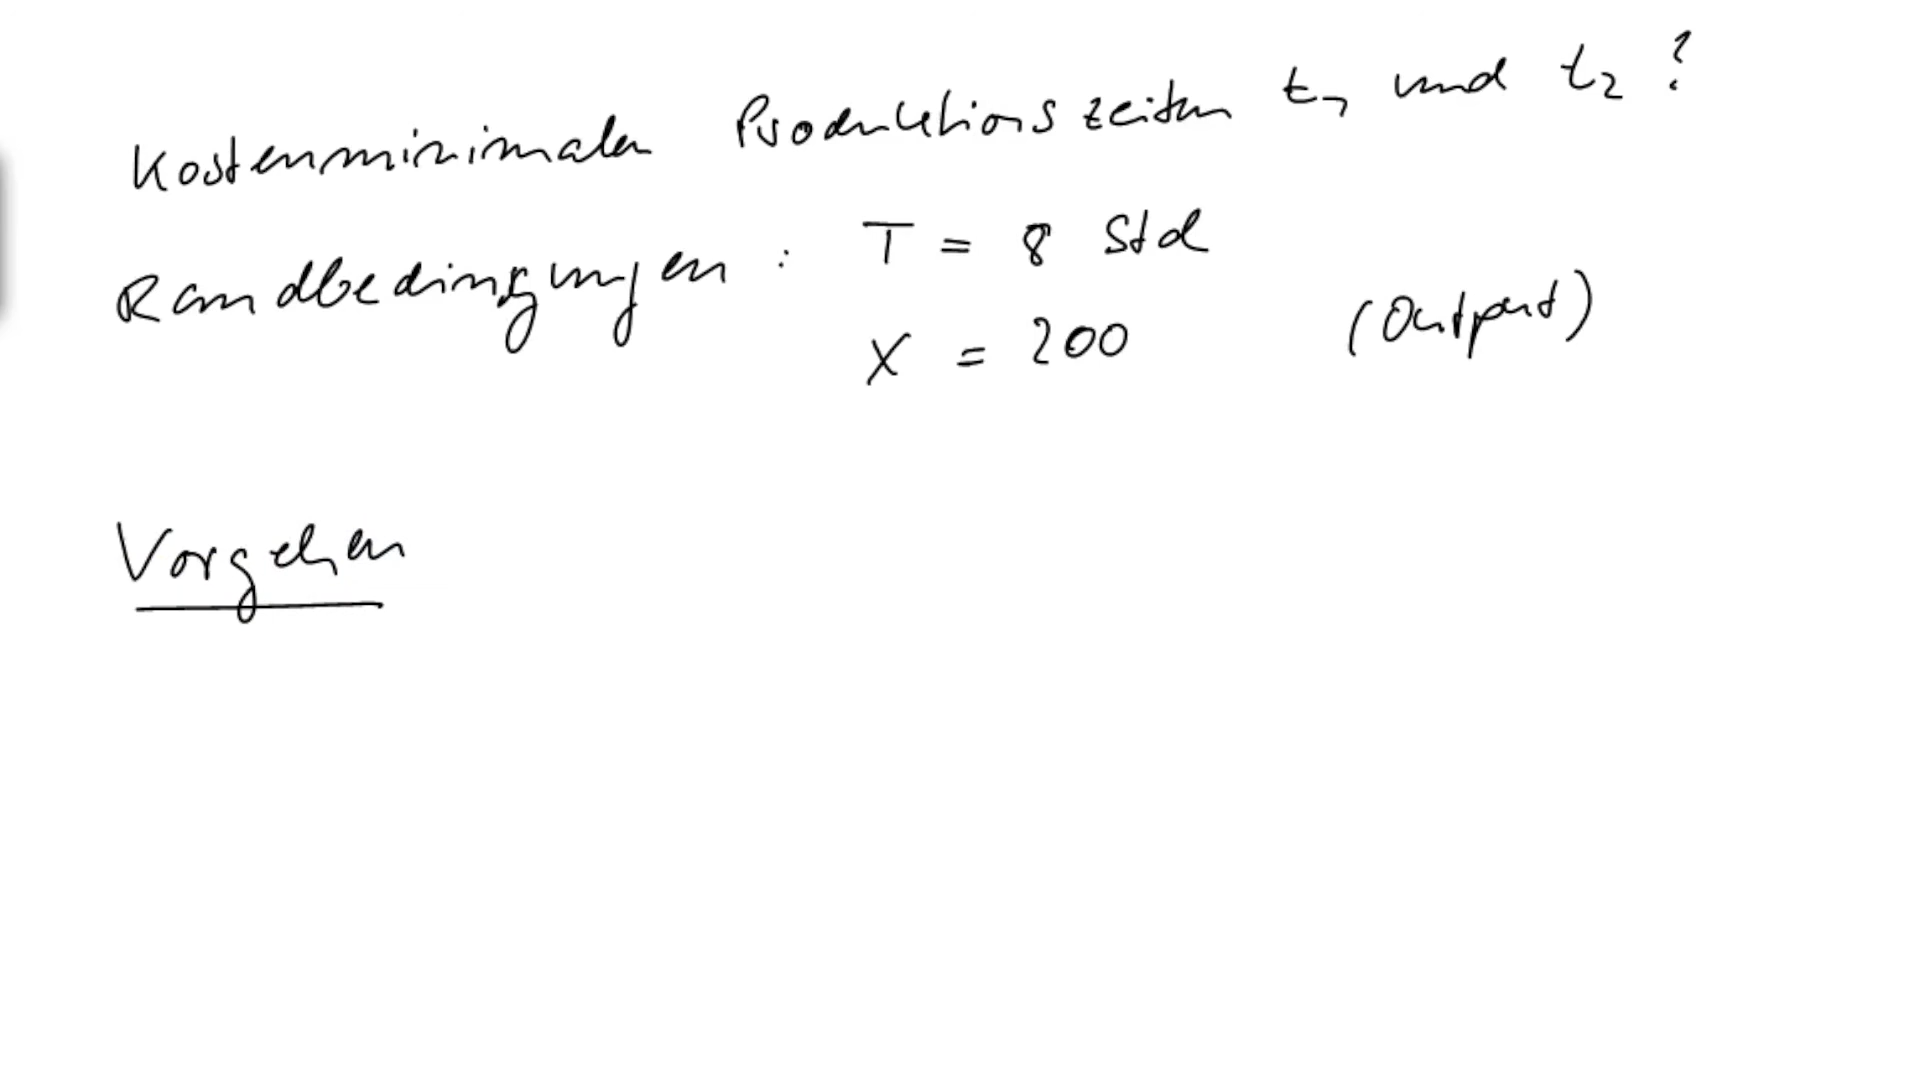 Kostenminimalen Produktionszeiten t₁ und t₂ ?
Randbedingungen : T = 8 Std
X = 200 (Output)
Vorgehen